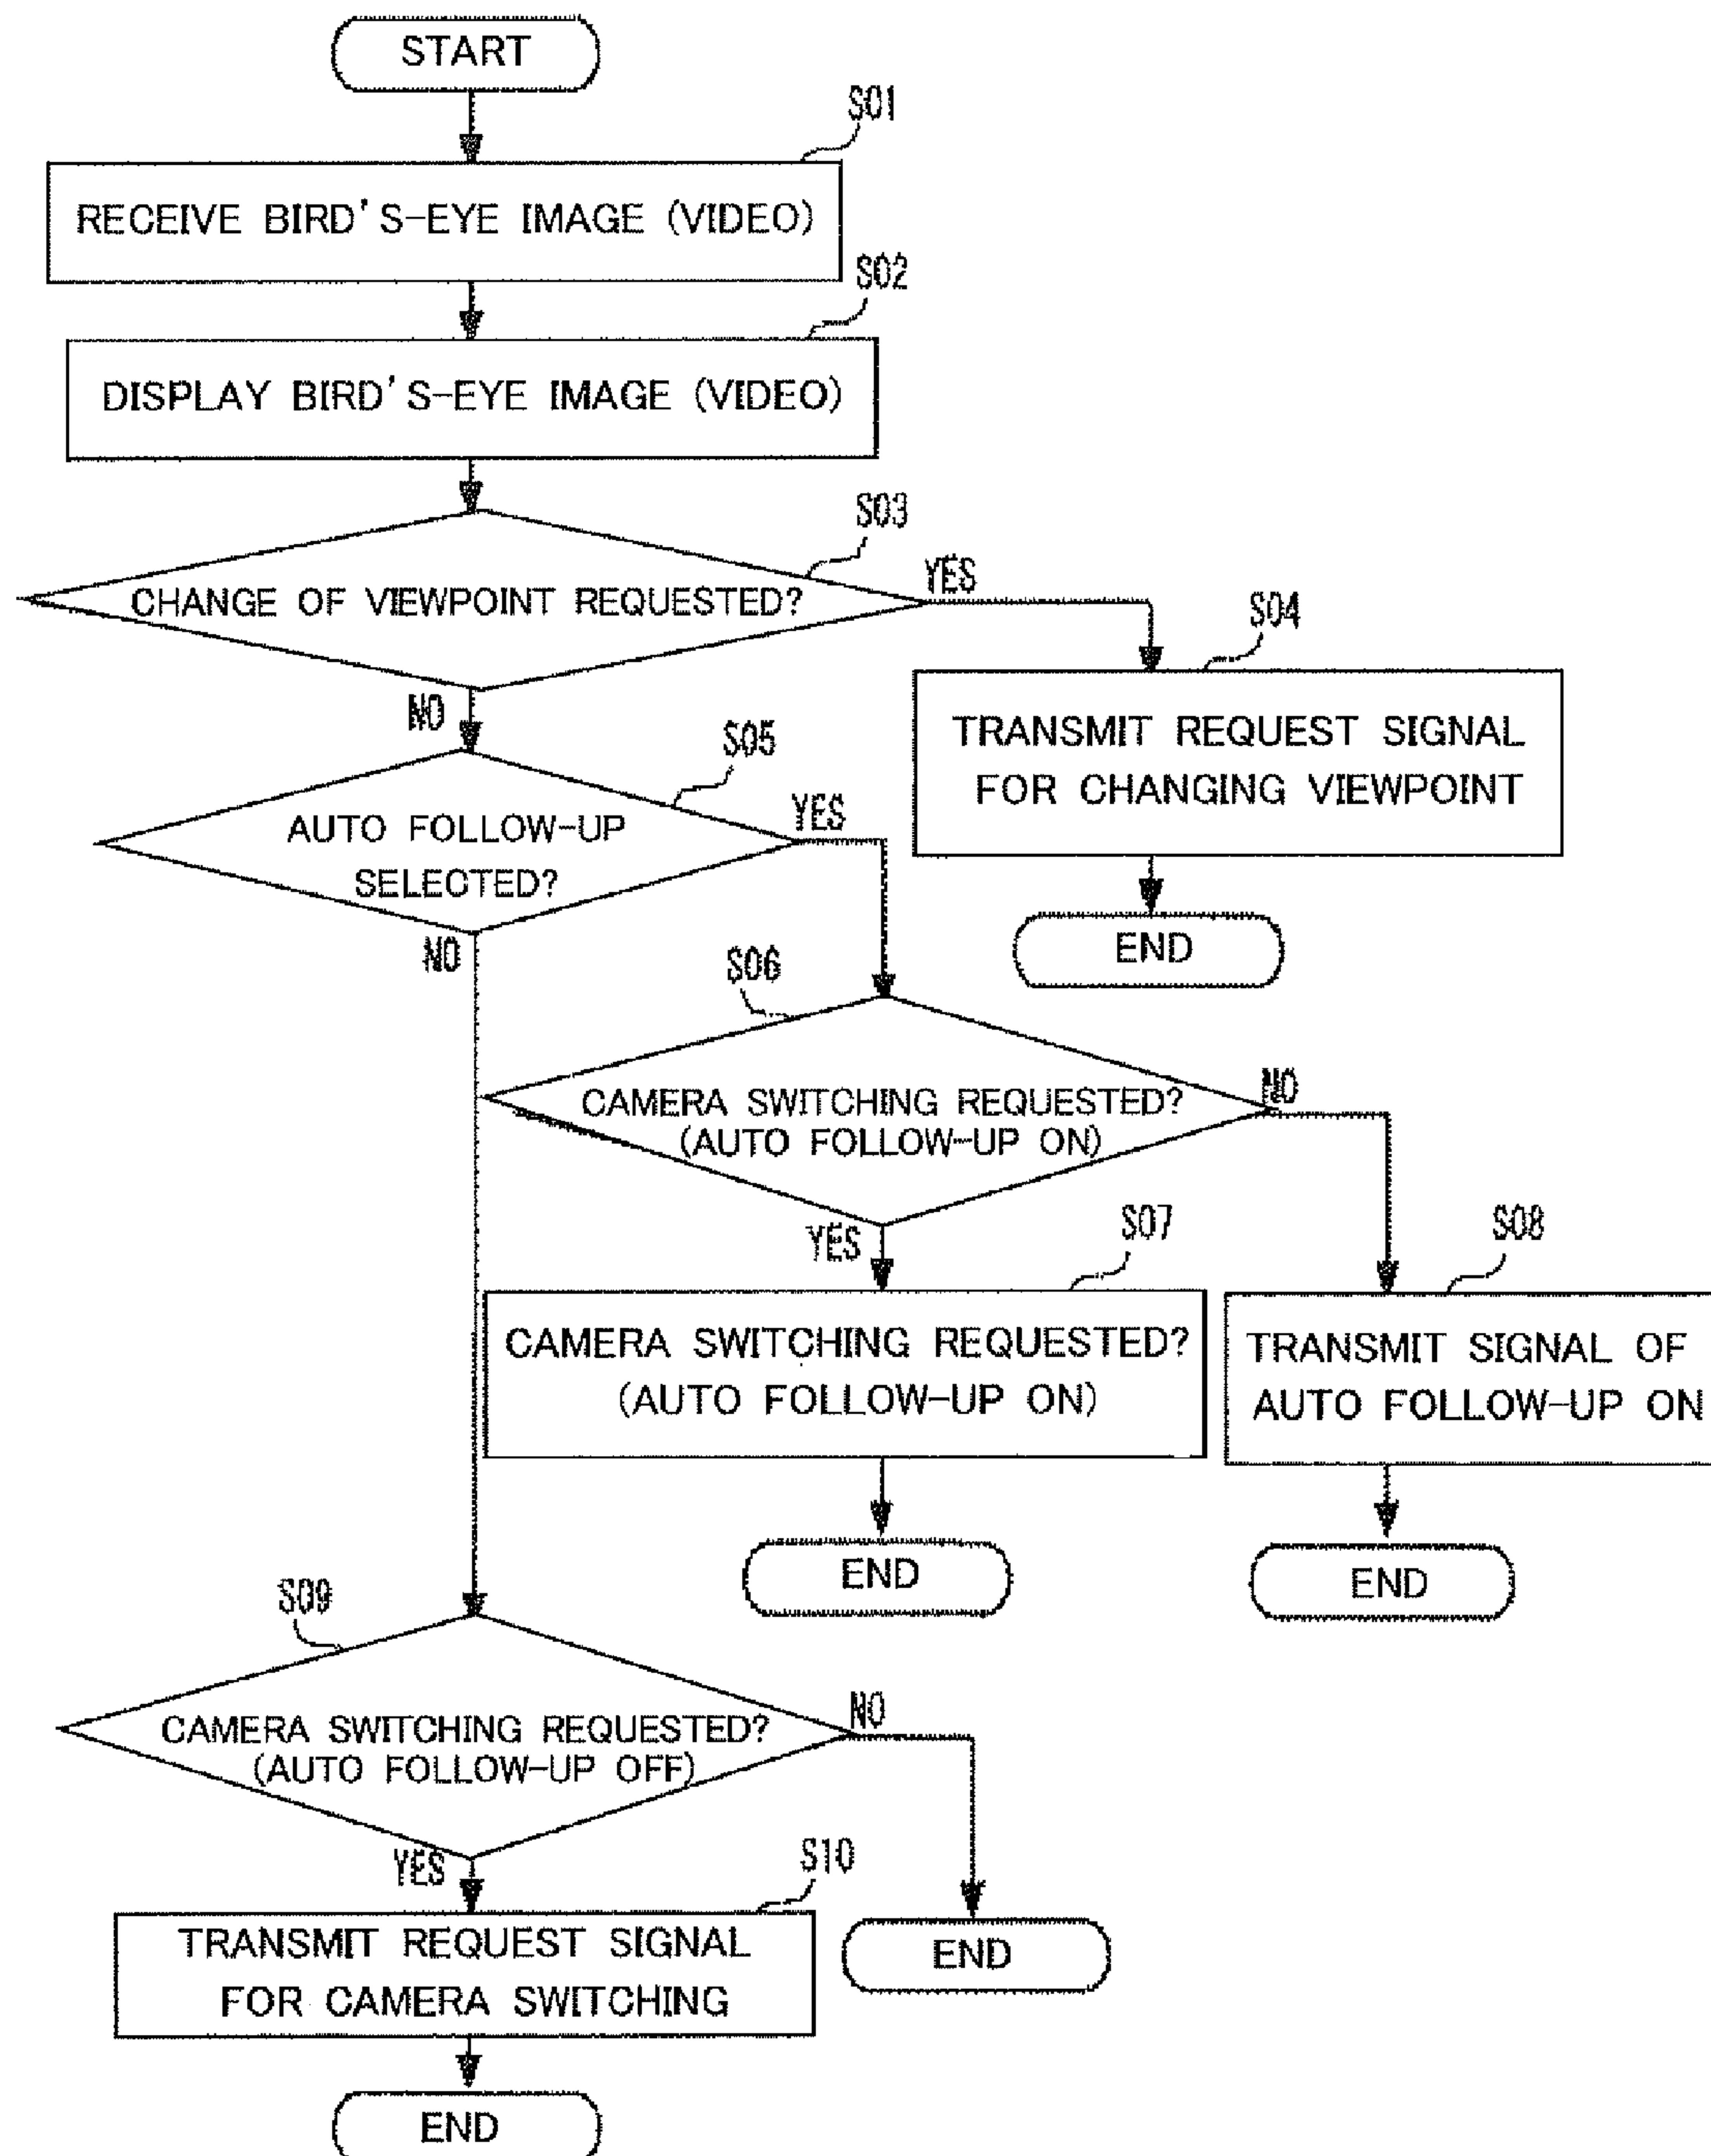 START
S01
RECEIVE BIRD'S-EYE IMAGE (VIDEO)
S02
DISPLAY BIRD'S-EYE IMAGE (VIDEO)
S03
CHANGE OF VIEWPOINT REQUESTED?
YES
NO
S04
TRANSMIT REQUEST SIGNAL
FOR CHANGING VIEWPOINT
END
S05
AUTO FOLLOW-UP
SELECTED?
YES
NO
S06
CAMERA SWITCHING REQUESTED?
(AUTO FOLLOW-UP ON)
NO
YES
S07
CAMERA SWITCHING REQUESTED?
(AUTO FOLLOW-UP ON)
END
S08
TRANSMIT SIGNAL OF
AUTO FOLLOW-UP ON
END
S09
CAMERA SWITCHING REQUESTED?
(AUTO FOLLOW-UP OFF)
NO
YES
END
S10
TRANSMIT REQUEST SIGNAL
FOR CAMERA SWITCHING
END